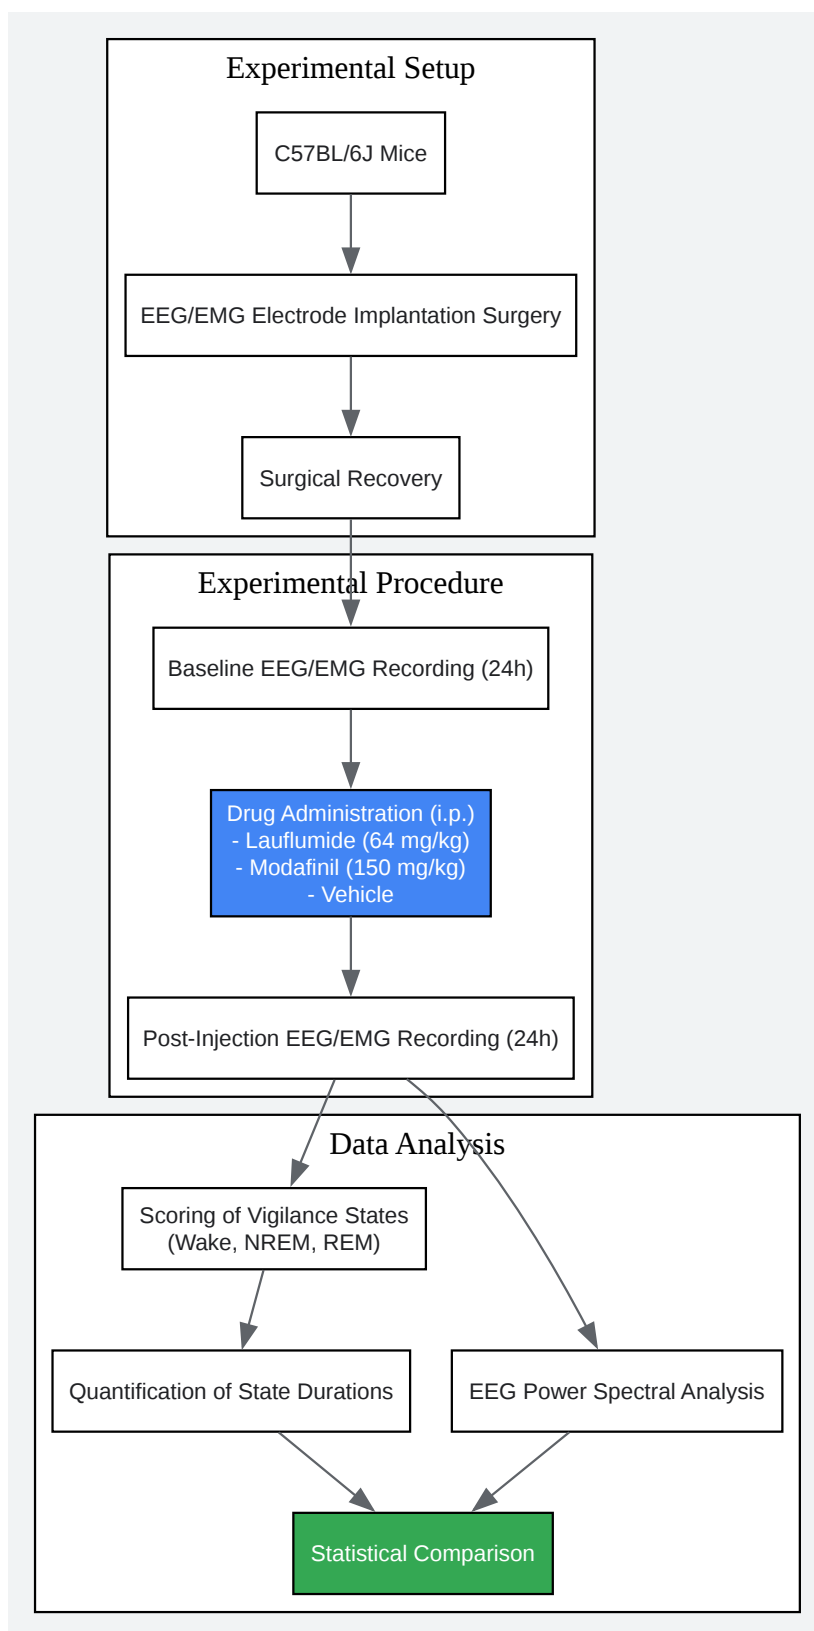 Experimental Setup
C57BL/6J Mice
EEG/EMG Electrode Implantation Surgery
Surgical Recovery
Experimental Procedure
Baseline EEG/EMG Recording (24h)
Drug Administration (i.p.)
- Lauflumide (64 mg/kg)
- Modafinil (150 mg/kg)
- Vehicle
Post-Injection EEG/EMG Recording (24h)
Data Analysis
Scoring of Vigilance States
(Wake, NREM, REM)
Quantification of State Durations
EEG Power Spectral Analysis
Statistical Comparison